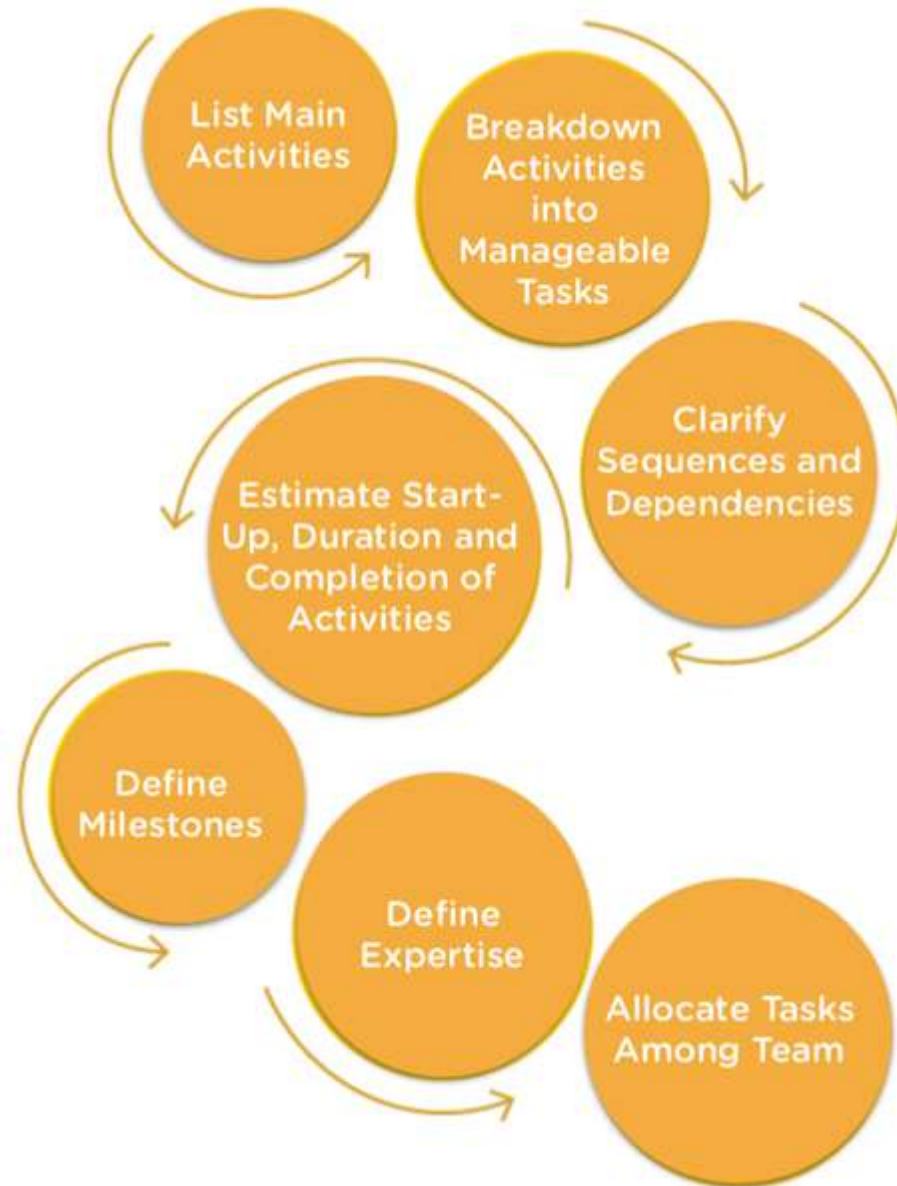 List Main
Activities
Breakdown
Activities
into
Manageable
Tasks
Clarify
Sequences and
Dependencies
Estimate Start-
Up, Duration and
Completion of
Activities
Define
Milestones
Define
Expertise
Allocate Tasks
Among Team